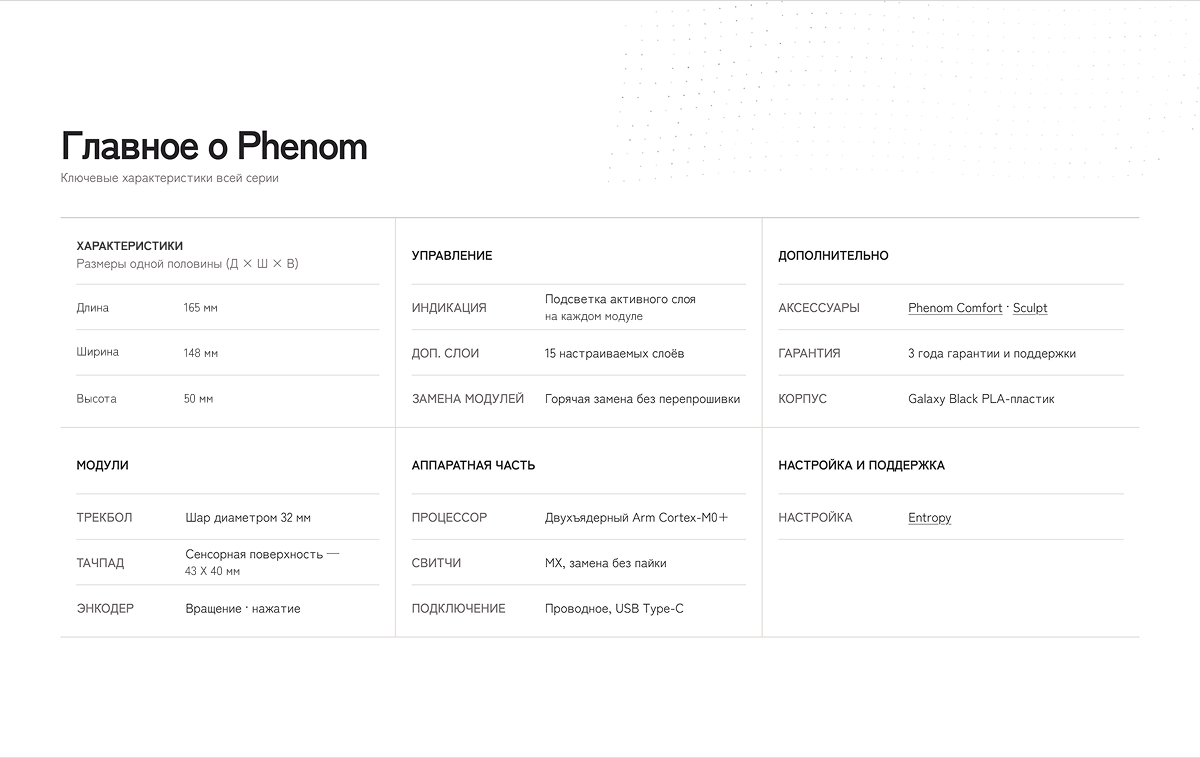 Главное о Phenom
Ключевые характеристики всей серии
ХАРАКТЕРИСТИКИ
Размеры одной половины (Д × Ш × В)
Длина 165 мм
Ширина 148 мм
Высота 50 мм
УПРАВЛЕНИЕ
ИНДИКАЦИЯ Подсветка активного слоя
на каждом модуле
ДОП. СЛОИ 15 настраиваемых слоёв
ЗАМЕНА МОДУЛЕЙ Горячая замена без перепрошивки
ДОПОЛНИТЕЛЬНО
АКСЕССУАРЫ Phenom Comfort · Sculpt
ГАРАНТИЯ 3 года гарантии и поддержки
КОРПУС Galaxy Black PLA-пластик
МОДУЛИ
ТРЕКБОЛ Шар диаметром 32 мм
ТАЧПАД Сенсорная поверхность —
43 X 40 мм
ЭНКОДЕР Вращение · нажатие
АППАРАТНАЯ ЧАСТЬ
ПРОЦЕССОР Двухъядерный Arm Cortex-M0+
СВИТЧИ MX, замена без пайки
ПОДКЛЮЧЕНИЕ Проводное, USB Type-C
НАСТРОЙКА И ПОДДЕРЖКА
НАСТРОЙКА Entropy